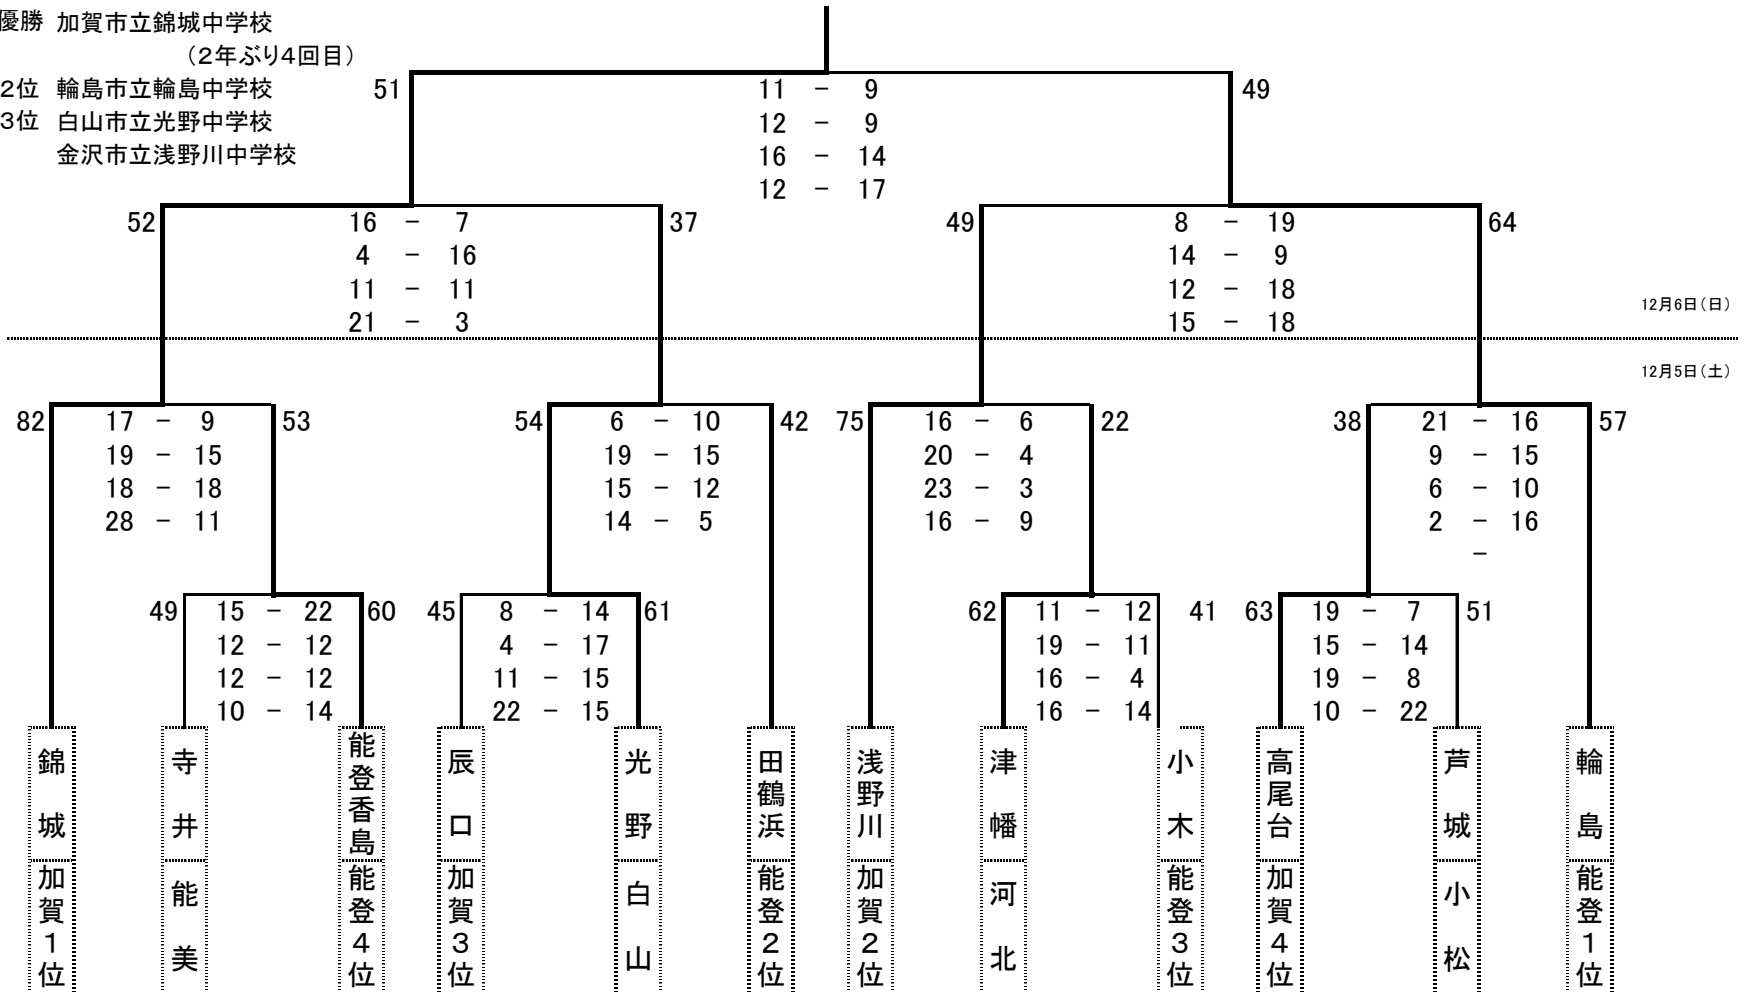 優勝 加賀市立錦城中学校
（２年ぶり４回目）
2位 輪島市立輪島中学校
3位 白山市立光野中学校
金沢市立浅野川中学校
51 11 － 9 49
12 － 9
16 － 14
12 － 17
52 16 － 7 37 49 8 － 19 64
4 － 16 14 － 9
11 － 11 12 － 18
21 － 3 15 － 18
12月6日（日）
12月5日（土）
82 17 － 9 53 54 6 － 10 42 75 16 － 6 22 38 21 － 16 57
19 － 15 19 － 15 20 － 4 9 － 15
18 － 18 15 － 12 23 － 3 6 － 10
28 － 11 14 － 5 16 － 9 2 － 16
－
49 15 － 22 60 45 8 － 14 61 62 11 － 12 41 63 19 － 7 51
12 － 12 4 － 17 19 － 11 15 － 14
12 － 12 11 － 15 16 － 4 19 － 8
10 － 14 22 － 15 16 － 14 10 － 22
錦城
加賀１位
寺井
能美
能登香島
能登４位
辰口
加賀３位
光野
白山
田鶴浜
能登２位
浅野川
加賀２位
津幡
河北
小木
能登３位
高尾台
加賀４位
芦城
小松
輪島
能登１位